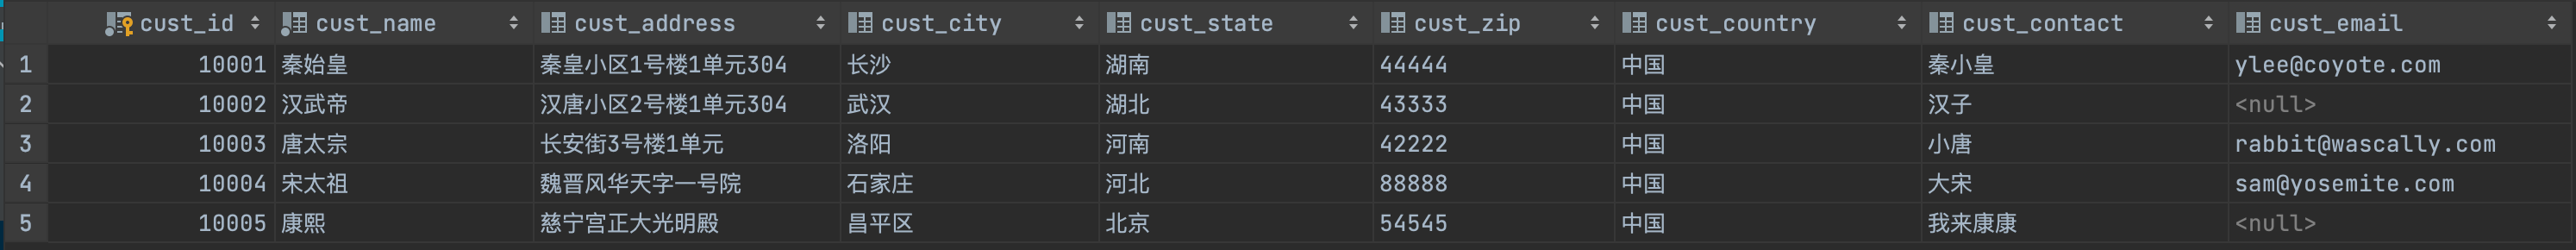 cust_id cust_name cust_address cust_city cust_state cust_zip cust_country cust_contact cust_email
1 10001 秦始皇 秦皇小区1号楼1单元304 长沙 湖南 44444 中国 秦小皇 ylee@coyote.com
2 10002 汉武帝 汉唐小区2号楼1单元304 武汉 湖北 43333 中国 汉子 <null>
3 10003 唐太宗 长安街3号楼1单元 洛阳 河南 42222 中国 小唐 rabbit@wascally.com
4 10004 宋太祖 魏晋风华天字一号院 石家庄 河北 88888 中国 大宋 sam@yosemite.com
5 10005 康熙 慈宁宫正大光明殿 昌平区 北京 54545 中国 我来康康 <null>